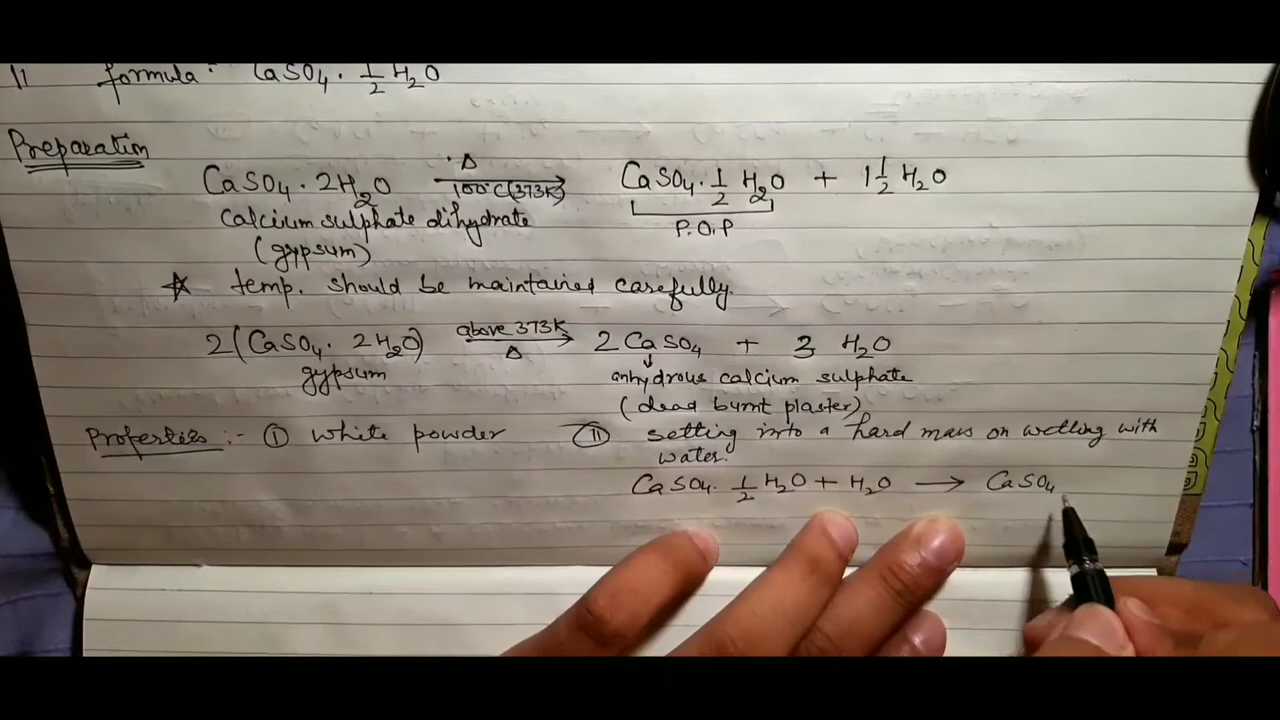 11 formula: CaSO4 · 1/2 H2O
Preparation
CaSO4 · 2H2O Δ 100°C(373K) CaSO4 · 1/2 H2O + 1 1/2 H2O
Calcium sulphate dihydrate P.O.P
(gypsum)
☆ temp. should be maintained carefully.
2(CaSO4 · 2H2O) above 373K Δ → 2CaSO4 + 3 H2O
gypsum anhydrous calcium sulphate
(dead burnt plaster)
Properties :- I white powder II setting into a hard mass on wetting with
water.
CaSO4 · 1/2 H2O + H2O → CaSO4